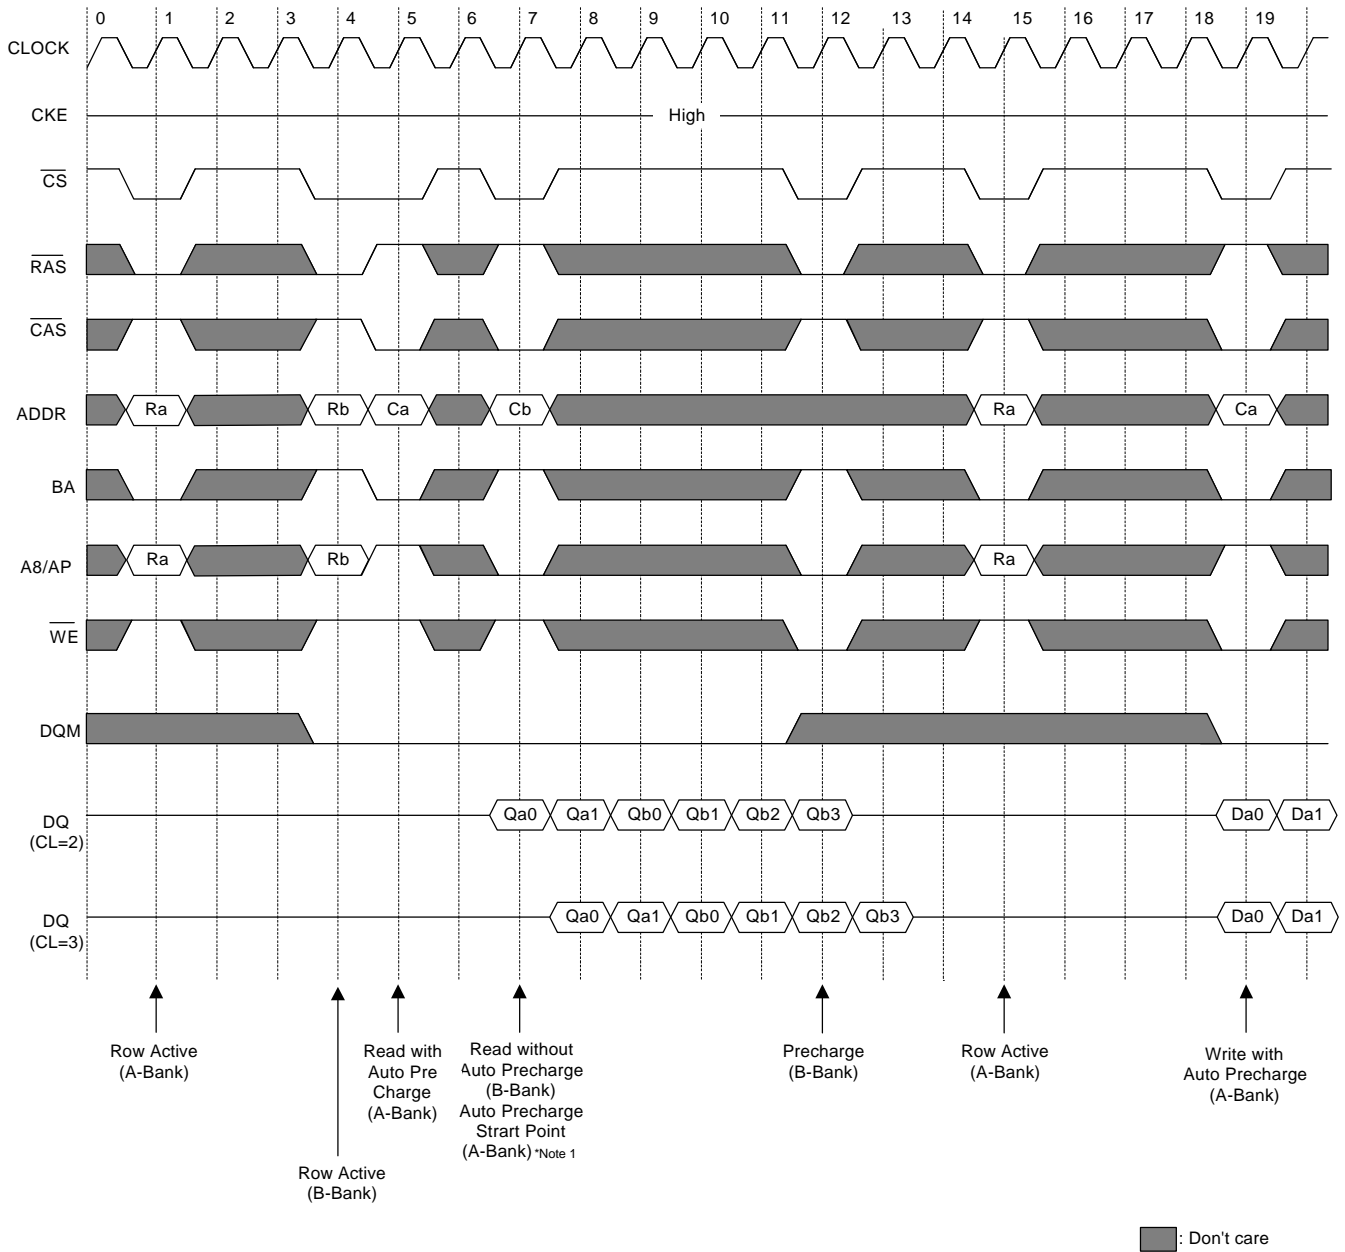 0 1 2 3 4 5 6 7 8 9 10 11 12 13 14 15 16 17 18 19
CLOCK
CKE High
CS
RAS
CAS
ADDR Ra Rb Ca Cb Ra Ca
BA
A8/AP Ra Rb Ra
WE
DQM
DQ (CL=2) Qa0 Qa1 Qb0 Qb1 Qb2 Qb3 Da0 Da1
DQ (CL=3) Qa0 Qa1 Qb0 Qb1 Qb2 Qb3 Da0 Da1
Row Active
(A-Bank)
Row Active
(B-Bank)
Read with
Auto Pre
Charge
(A-Bank)
Read without
Auto Precharge
(B-Bank)
Auto Precharge
Strart Point
(A-Bank) *Note 1
Precharge
(B-Bank)
Row Active
(A-Bank)
Write with
Auto Precharge
(A-Bank)
: Don't care